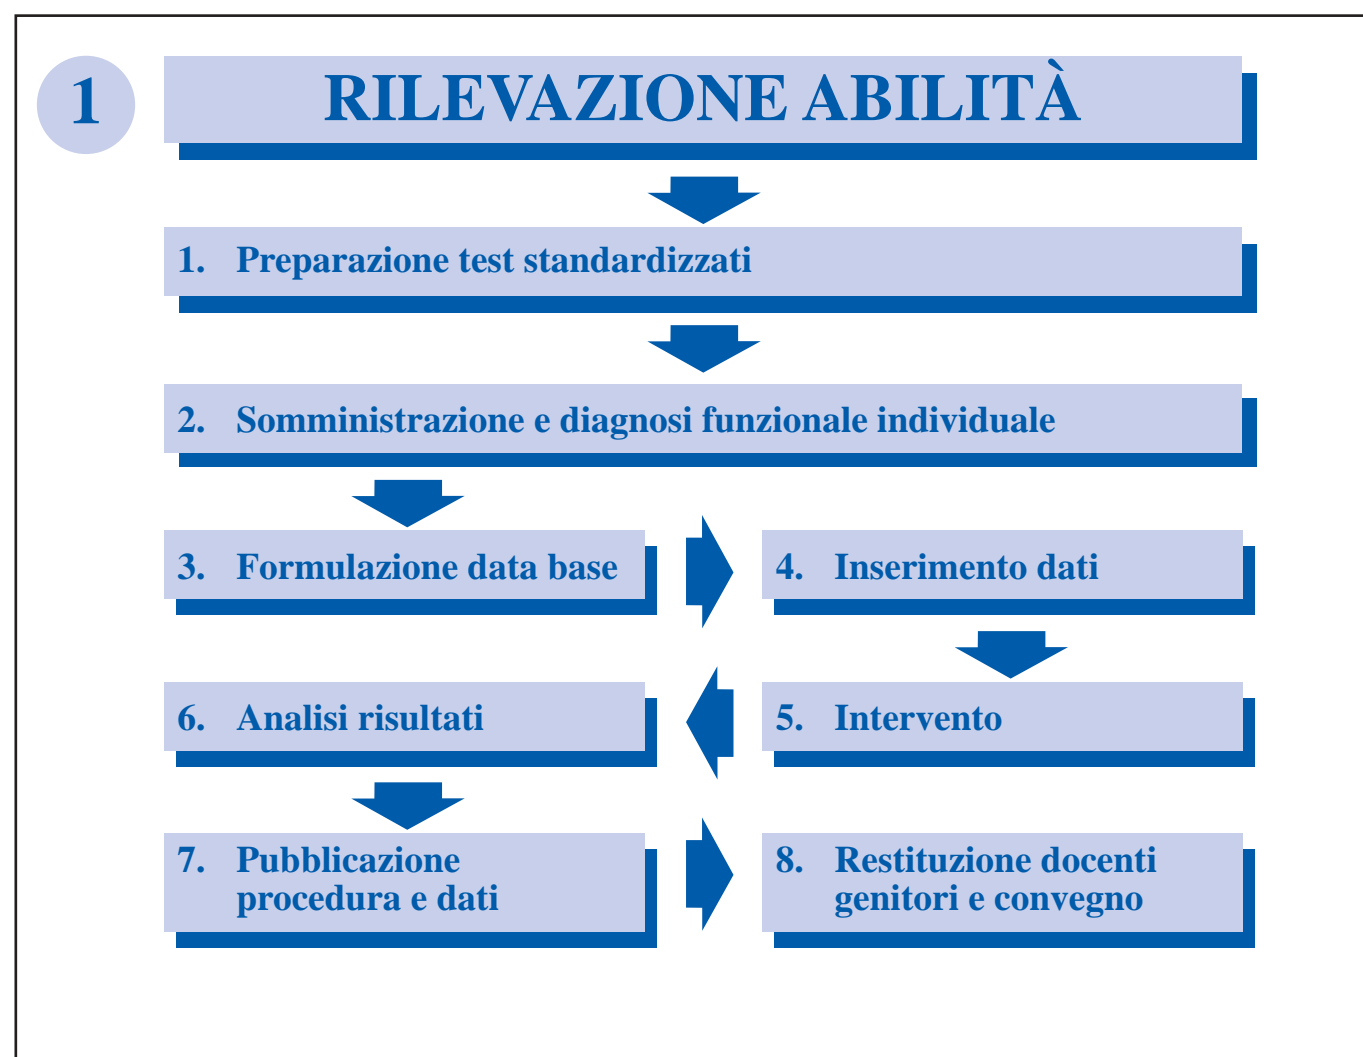 1
RILEVAZIONE ABILITÀ
1. Preparazione test standardizzati
2. Somministrazione e diagnosi funzionale individuale
3. Formulazione data base
4. Inserimento dati
6. Analisi risultati
5. Intervento
7. Pubblicazione
procedura e dati
8. Restituzione docenti
genitori e convegno